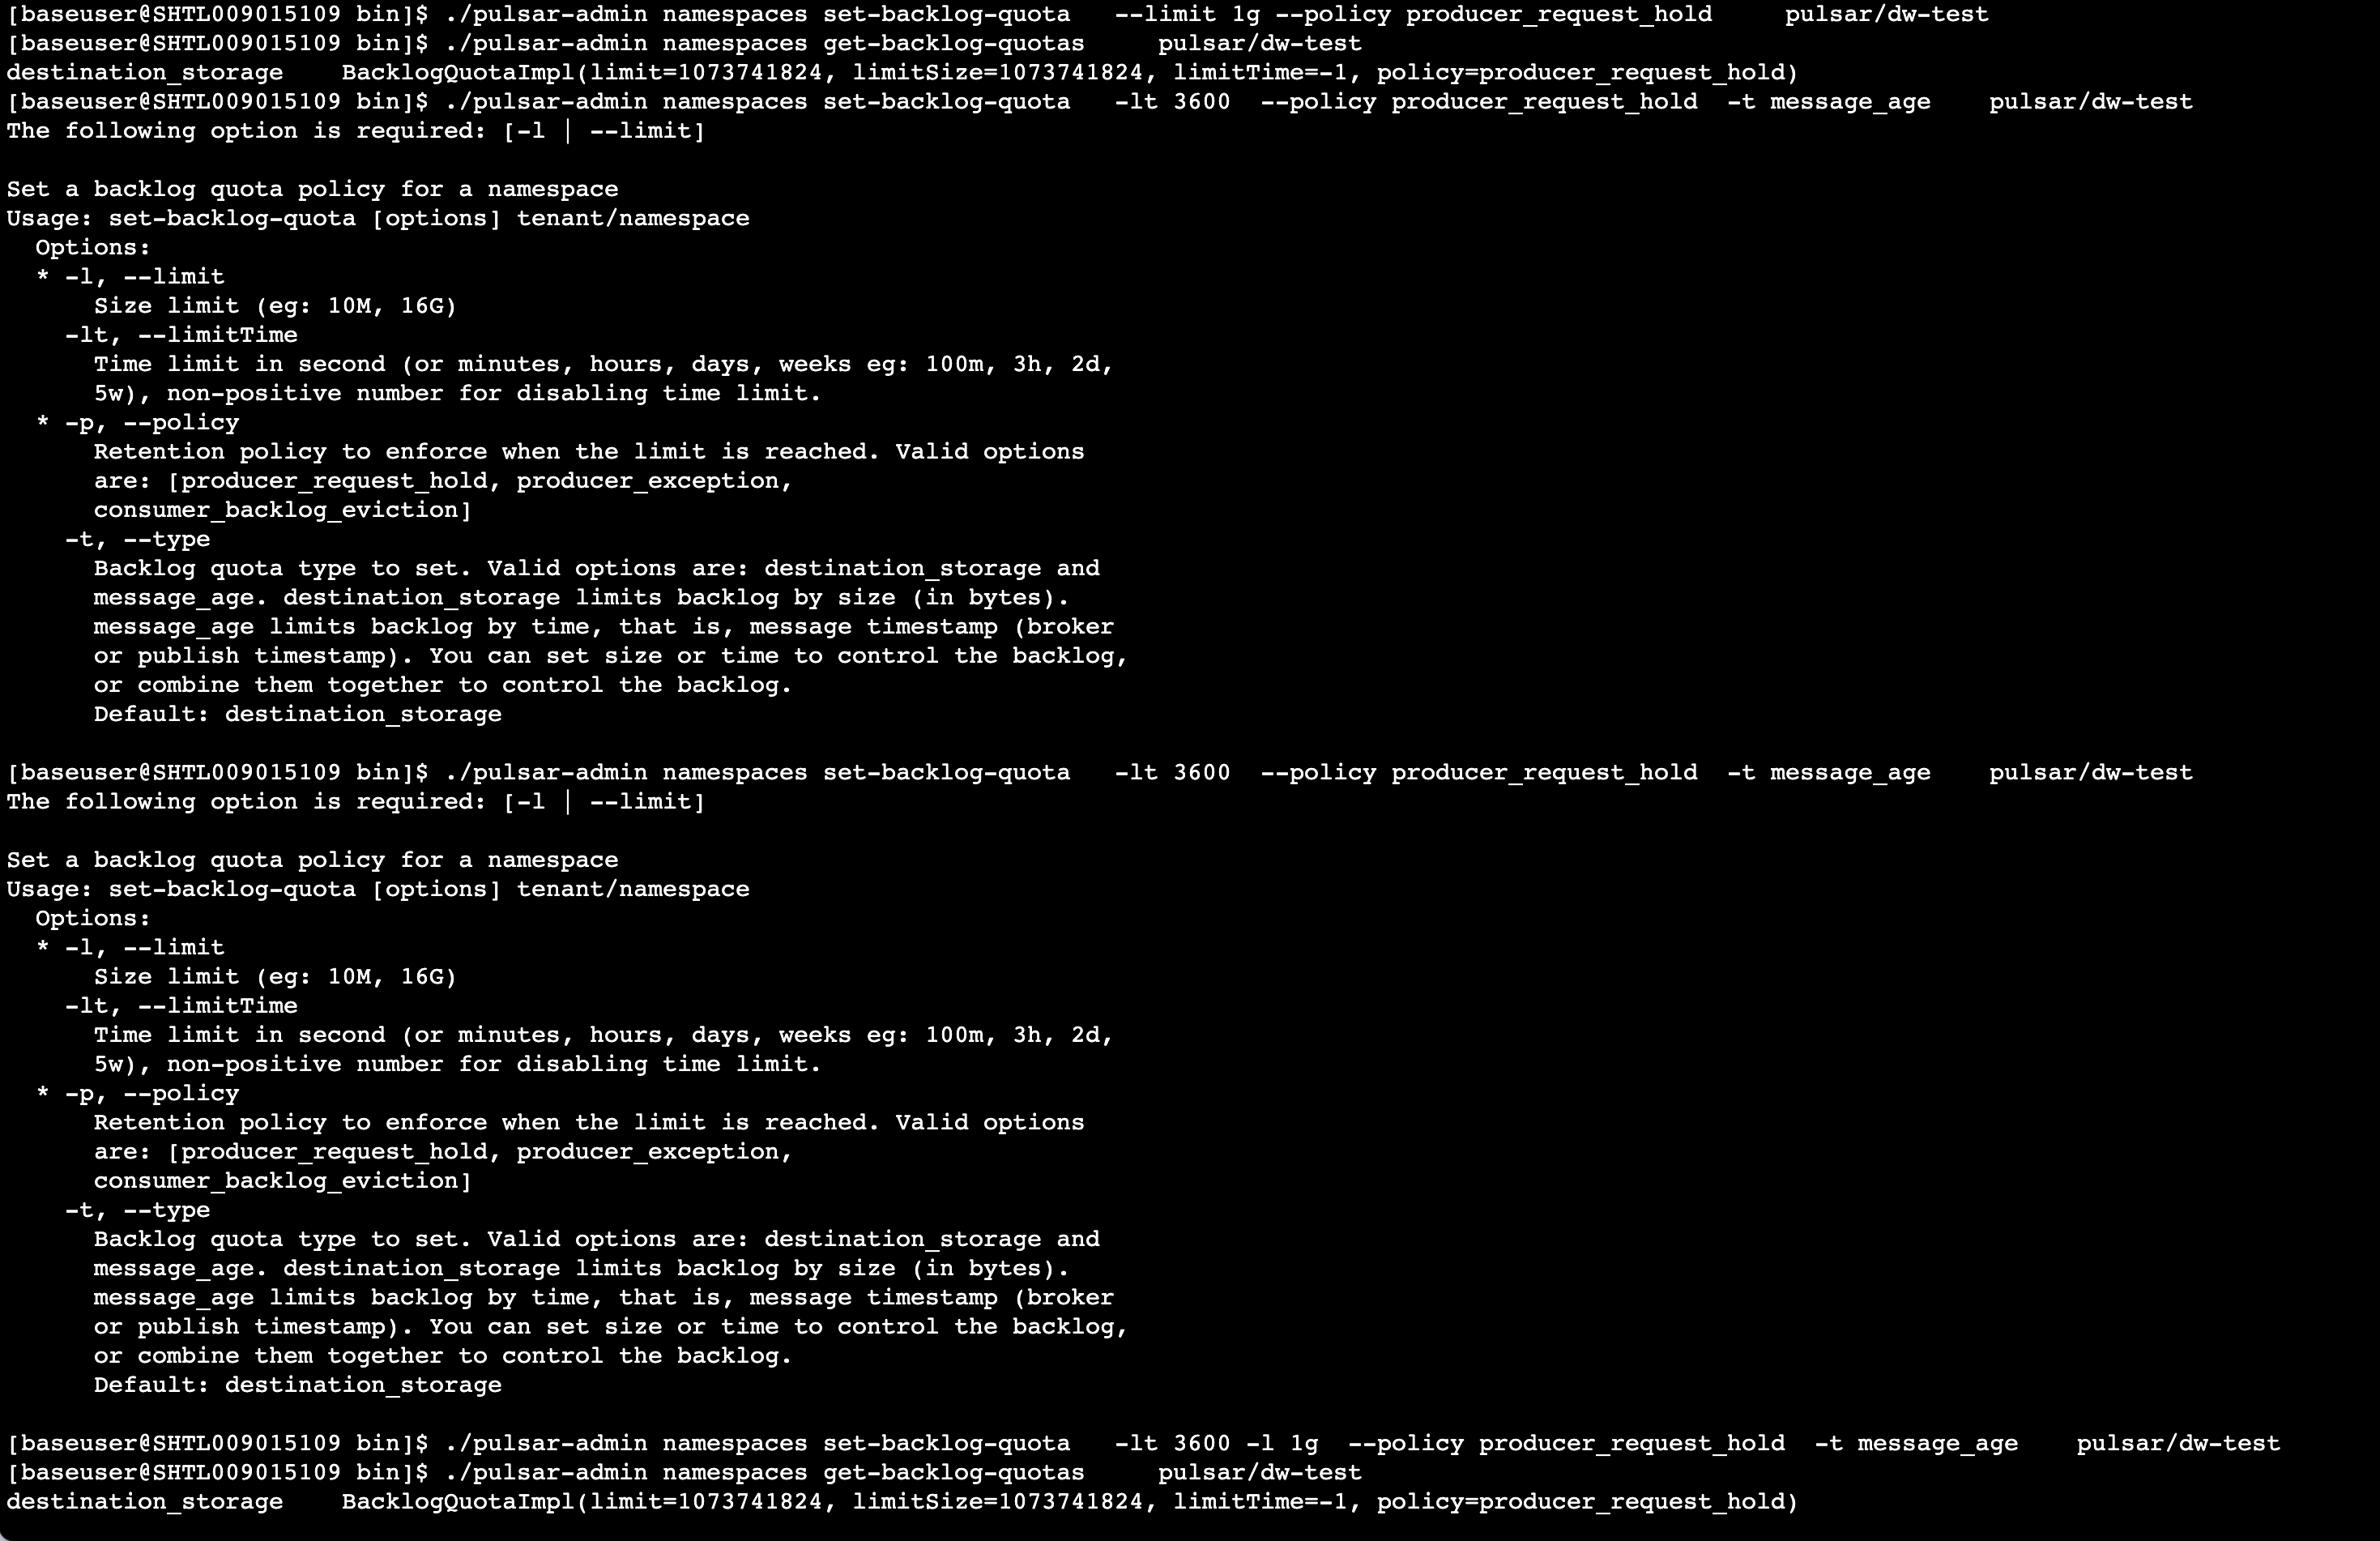 [baseuser@SHTL009015109 bin]$ ./pulsar-admin namespaces set-backlog-quota   --limit 1g --policy producer_request_hold     pulsar/dw-test
[baseuser@SHTL009015109 bin]$ ./pulsar-admin namespaces get-backlog-quotas     pulsar/dw-test
destination_storage    BacklogQuotaImpl(limit=1073741824, limitSize=1073741824, limitTime=-1, policy=producer_request_hold)
[baseuser@SHTL009015109 bin]$ ./pulsar-admin namespaces set-backlog-quota   -lt 3600  --policy producer_request_hold  -t message_age    pulsar/dw-test
The following option is required: [-l | --limit]

Set a backlog quota policy for a namespace
Usage: set-backlog-quota [options] tenant/namespace
  Options:
  * -l, --limit
      Size limit (eg: 10M, 16G)
    -lt, --limitTime
      Time limit in second (or minutes, hours, days, weeks eg: 100m, 3h, 2d,
      5w), non-positive number for disabling time limit.
  * -p, --policy
      Retention policy to enforce when the limit is reached. Valid options
      are: [producer_request_hold, producer_exception,
      consumer_backlog_eviction]
    -t, --type
      Backlog quota type to set. Valid options are: destination_storage and
      message_age. destination_storage limits backlog by size (in bytes).
      message_age limits backlog by time, that is, message timestamp (broker
      or publish timestamp). You can set size or time to control the backlog,
      or combine them together to control the backlog.
      Default: destination_storage

[baseuser@SHTL009015109 bin]$ ./pulsar-admin namespaces set-backlog-quota   -lt 3600  --policy producer_request_hold  -t message_age    pulsar/dw-test
The following option is required: [-l | --limit]

Set a backlog quota policy for a namespace
Usage: set-backlog-quota [options] tenant/namespace
  Options:
  * -l, --limit
      Size limit (eg: 10M, 16G)
    -lt, --limitTime
      Time limit in second (or minutes, hours, days, weeks eg: 100m, 3h, 2d,
      5w), non-positive number for disabling time limit.
  * -p, --policy
      Retention policy to enforce when the limit is reached. Valid options
      are: [producer_request_hold, producer_exception,
      consumer_backlog_eviction]
    -t, --type
      Backlog quota type to set. Valid options are: destination_storage and
      message_age. destination_storage limits backlog by size (in bytes).
      message_age limits backlog by time, that is, message timestamp (broker
      or publish timestamp). You can set size or time to control the backlog,
      or combine them together to control the backlog.
      Default: destination_storage

[baseuser@SHTL009015109 bin]$ ./pulsar-admin namespaces set-backlog-quota   -lt 3600 -l 1g  --policy producer_request_hold  -t message_age    pulsar/dw-test
[baseuser@SHTL009015109 bin]$ ./pulsar-admin namespaces get-backlog-quotas     pulsar/dw-test
destination_storage    BacklogQuotaImpl(limit=1073741824, limitSize=1073741824, limitTime=-1, policy=producer_request_hold)